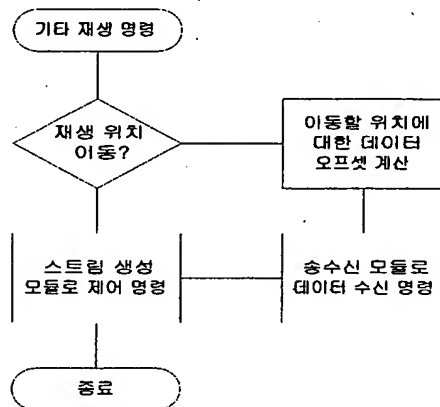 기타 재생 명령
재생 위치
이동?
이동할 위치에
대한 데이터
오프셋 계산
스트림 생성
모듈로 제어 명령
송수신 모듈로
데이터 수신 명령
종료